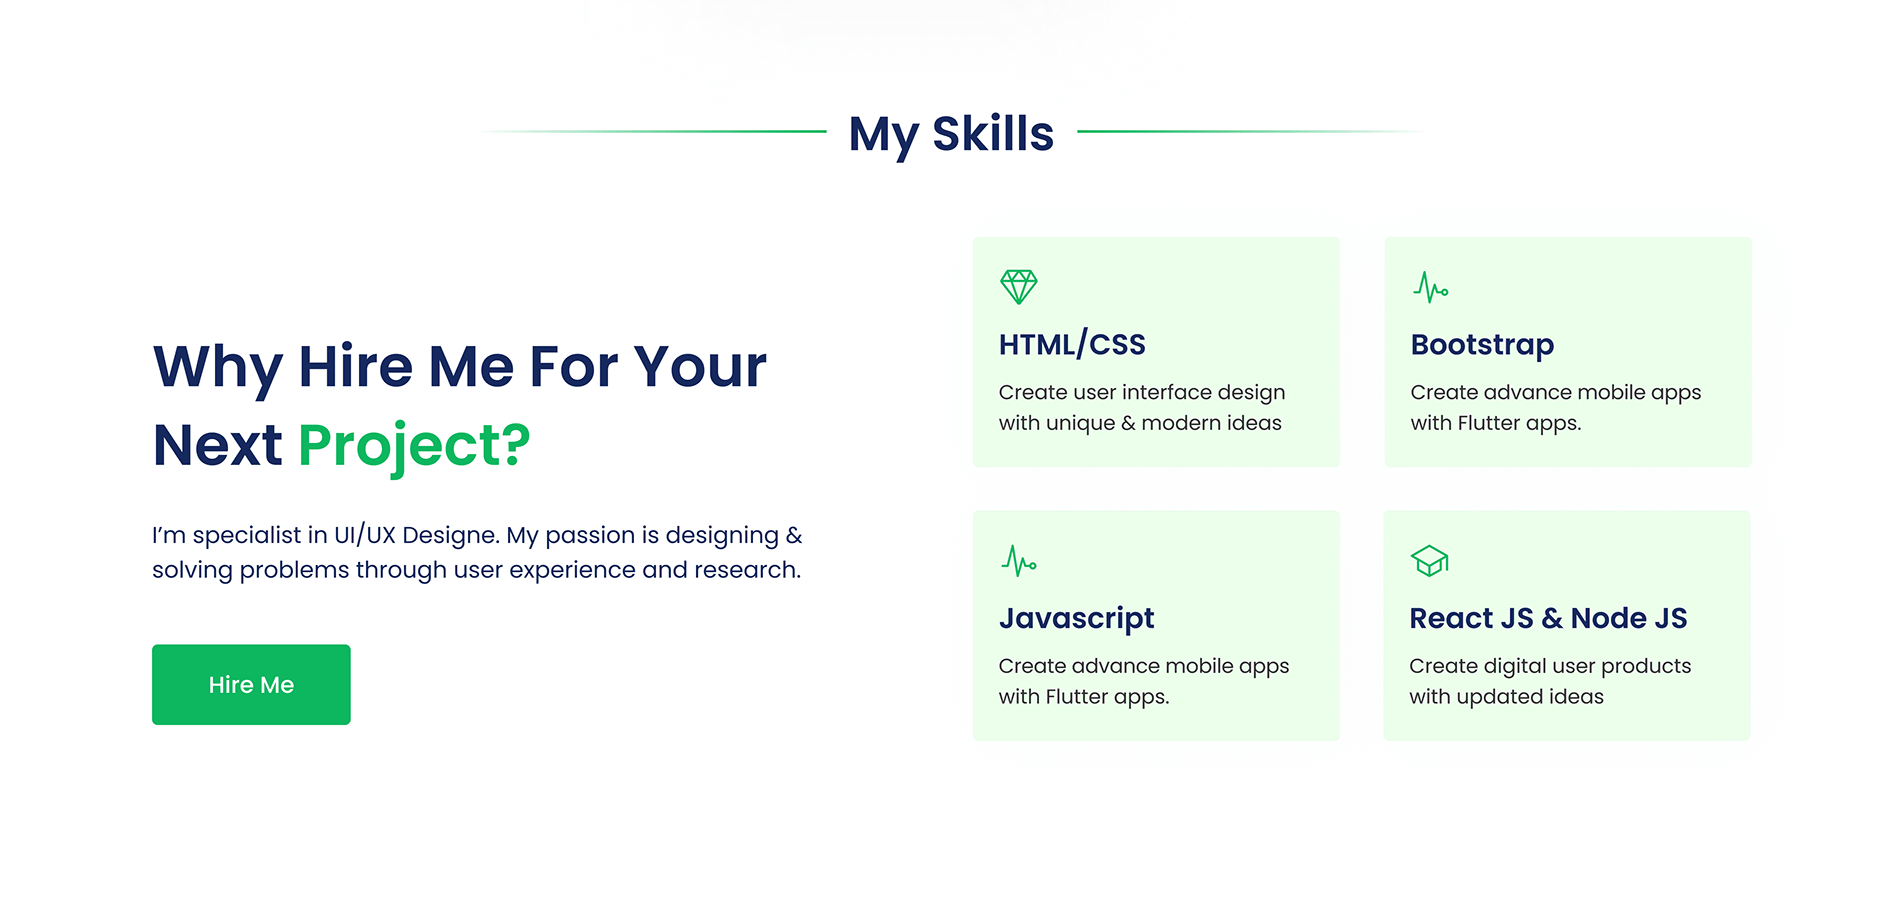 My Skills
Why Hire Me For Your
Next Project?
I’m specialist in UI/UX Designe. My passion is designing &
solving problems through user experience and research.
Hire Me
HTML/CSS
Create user interface design
with unique & modern ideas
Bootstrap
Create advance mobile apps
with Flutter apps.
Javascript
Create advance mobile apps
with Flutter apps.
React JS & Node JS
Create digital user products
with updated ideas